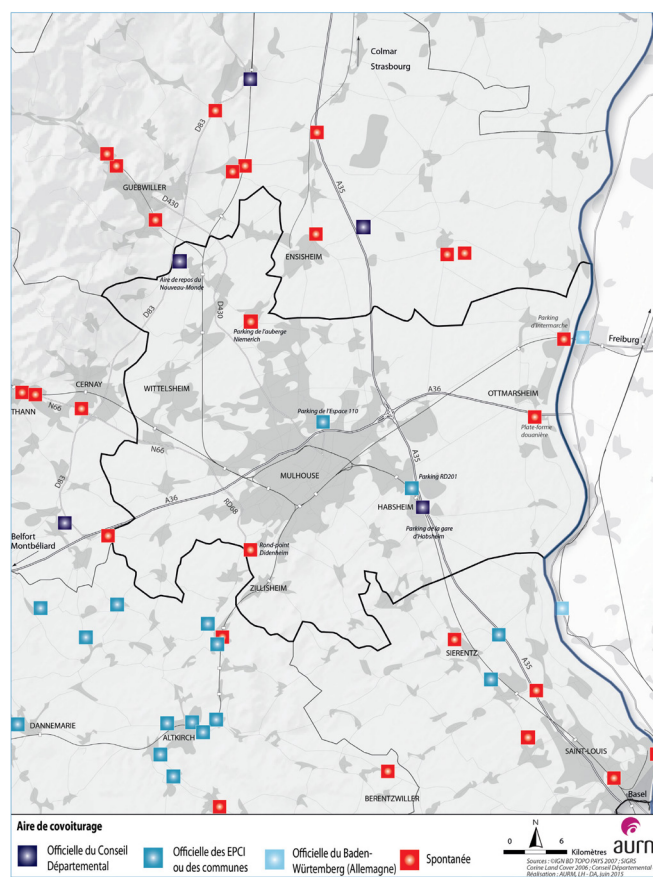 Colmar
Strasbourg
D83
GUEBWILLER
D430
A35
ENSISHEIM
Aire de repos du
Nouveau-Monde
D83
D430
Parking de l'auberge
Niemerich
Parking
d'Intermarche
Freiburg
CERNAY
WITTELSHEIM
THANN
N66
A36
OTTMARSHEIM
Parking de l'Espace 110
Plate-forme
douanière
N66
A35
MULHOUSE
Parking RD201
D83
A36
RD68
HABSHEIM
Parking de la gare
d'Habsheim
Belfort
Montbéliard
Rond-point
Didenheim
ZILLISHEIM
SIERENTZ
A35
DANNEMARIE
ALTKIRCH
SAINT-LOUIS
BERENTZWILLER
Basel
Aire de covoiturage
Officielle du Conseil
Départemental
Officielle des EPCI
ou des communes
Officielle du Baden-
Würtemberg (Allemagne)
Spontanée
N
0 6
Kilomètres
aurm
Sources : ©IGN BD TOPO PAYS 2007 ; SIGRS
Corine Land Cover 2006 ; Conseil Départemental
Réalisation : AURM, LH - DA, juin 2015